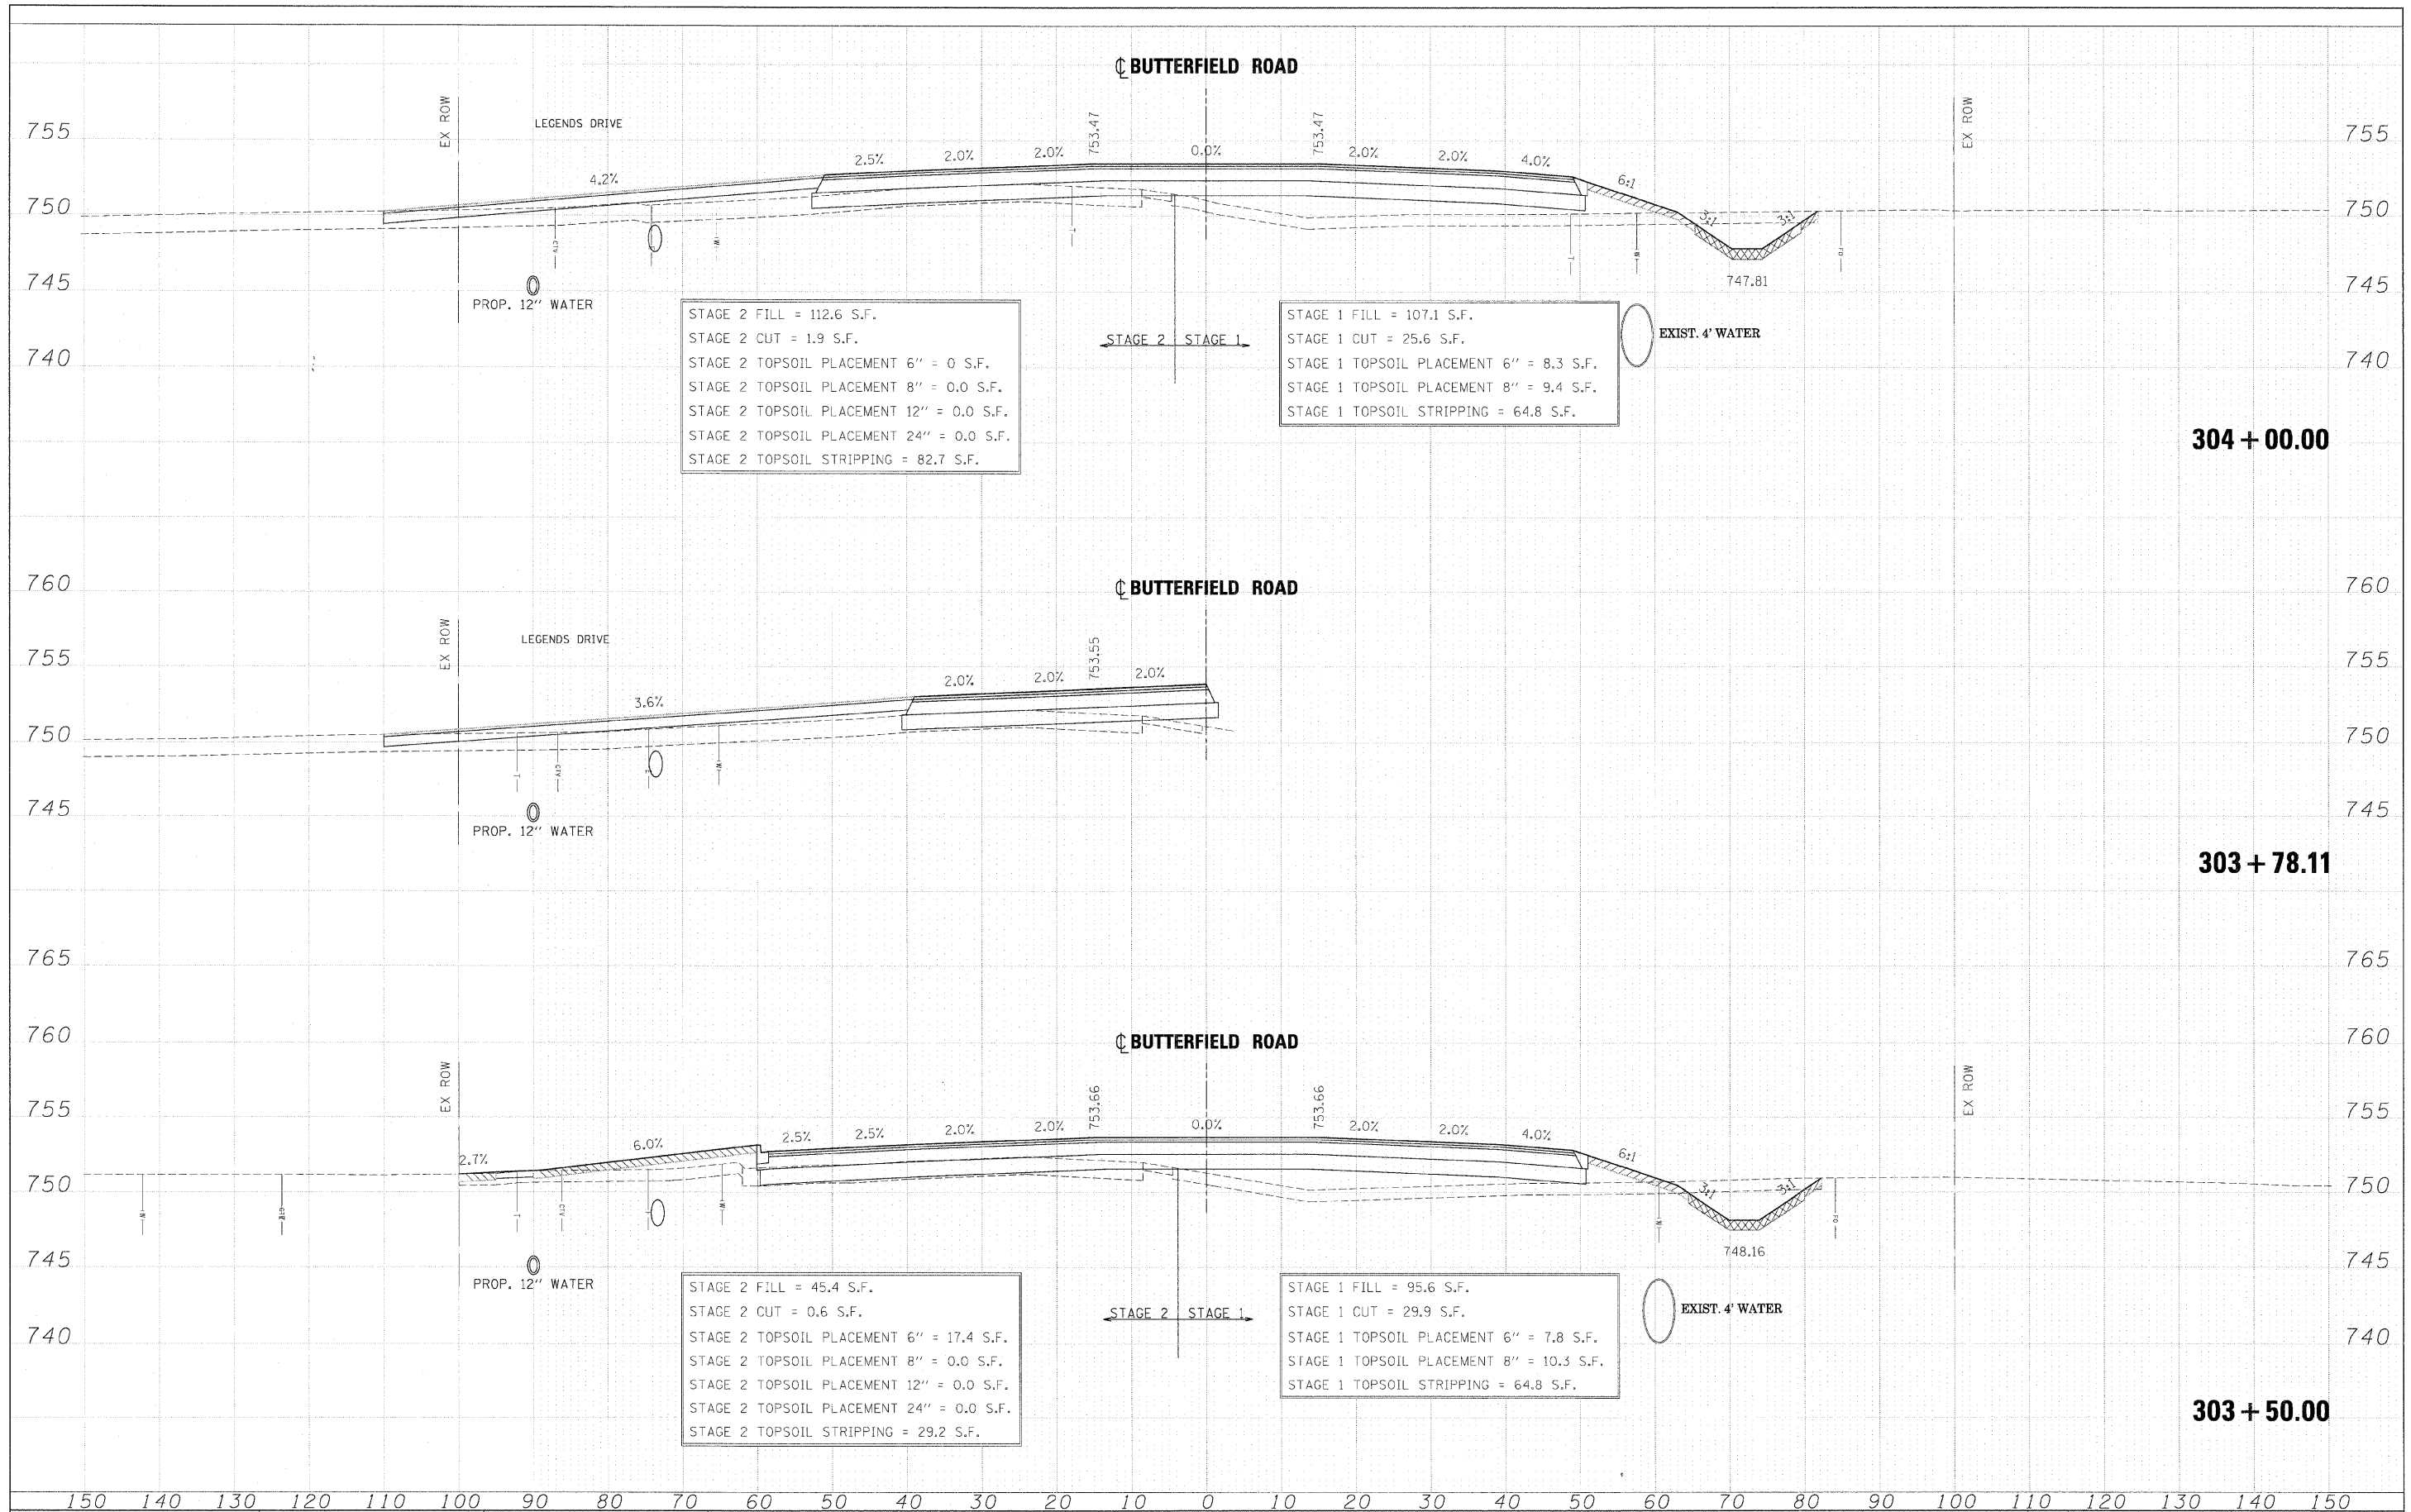 ℄ BUTTERFIELD ROAD
EX ROW
LEGENDS DRIVE
753.47
753.47
EX ROW
755
755
4.2%
2.5%
2.0%
2.0%
0.0%
2.0%
2.0%
4.0%
6:1
3:1
3:1
750
750
CTV
W
T
T
W
FO
747.81
745
745
PROP. 12" WATER
STAGE 2 FILL = 112.6 S.F.
STAGE 2 CUT = 1.9 S.F.
STAGE 2 TOPSOIL PLACEMENT 6" = 0 S.F.
STAGE 2 TOPSOIL PLACEMENT 8" = 0.0 S.F.
STAGE 2 TOPSOIL PLACEMENT 12" = 0.0 S.F.
STAGE 2 TOPSOIL PLACEMENT 24" = 0.0 S.F.
STAGE 2 TOPSOIL STRIPPING = 82.7 S.F.
STAGE 2 STAGE 1
STAGE 1 FILL = 107.1 S.F.
STAGE 1 CUT = 25.6 S.F.
STAGE 1 TOPSOIL PLACEMENT 6" = 8.3 S.F.
STAGE 1 TOPSOIL PLACEMENT 8" = 9.4 S.F.
STAGE 1 TOPSOIL STRIPPING = 64.8 S.F.
EXIST. 4' WATER
740
740
304+00.00
760
760
℄ BUTTERFIELD ROAD
EX ROW
LEGENDS DRIVE
753.55
755
755
3.6%
2.0%
2.0%
2.0%
750
750
T
CTV
W
745
745
PROP. 12" WATER
303+78.11
765
765
760
760
℄ BUTTERFIELD ROAD
EX ROW
753.66
753.66
EX ROW
755
755
2.7%
6.0%
2.5%
2.5%
2.0%
2.0%
0.0%
2.0%
2.0%
4.0%
6:1
3:1
3:1
750
750
W
T
CTV
W
W
FO
748.16
745
745
PROP. 12" WATER
STAGE 2 FILL = 45.4 S.F.
STAGE 2 CUT = 0.6 S.F.
STAGE 2 TOPSOIL PLACEMENT 6" = 17.4 S.F.
STAGE 2 TOPSOIL PLACEMENT 8" = 0.0 S.F.
STAGE 2 TOPSOIL PLACEMENT 12" = 0.0 S.F.
STAGE 2 TOPSOIL PLACEMENT 24" = 0.0 S.F.
STAGE 2 TOPSOIL STRIPPING = 29.2 S.F.
STAGE 2 STAGE 1
STAGE 1 FILL = 95.6 S.F.
STAGE 1 CUT = 29.9 S.F.
STAGE 1 TOPSOIL PLACEMENT 6" = 7.8 S.F.
STAGE 1 TOPSOIL PLACEMENT 8" = 10.3 S.F.
STAGE 1 TOPSOIL STRIPPING = 64.8 S.F.
EXIST. 4' WATER
740
740
303+50.00
150 140 130 120 110 100 90 80 70 60 50 40 30 20 10 0 10 20 30 40 50 60 70 80 90 100 110 120 130 140 150